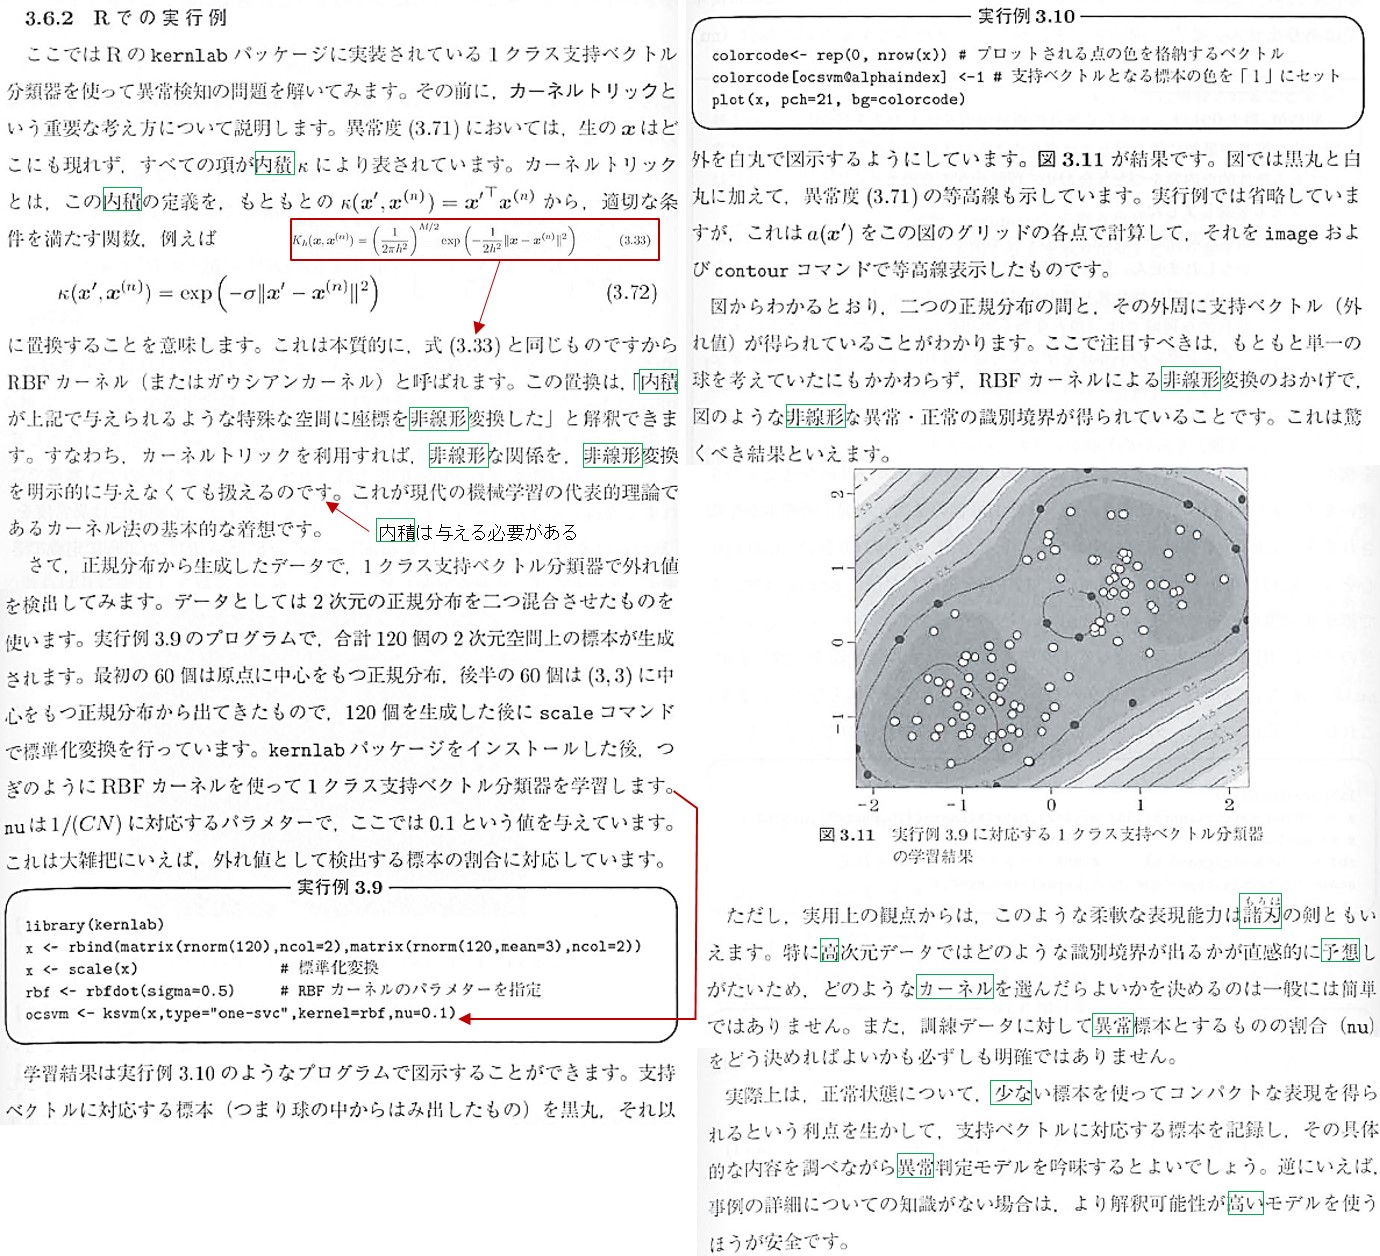 3.6.2 Rでの実行例
ここではRのkernlabパッケージに実装されている1クラス支持ベクトル
分類器を使って異常検知の問題を解いてみます。その前に，カーネルトリックと
いう重要な考え方について説明します。異常度(3.71)においては，生のxはど
こにも現れず，すべての項が内積κにより表されています。カーネルトリック
とは，この内積の定義を，もともとのκ(x′, x⁽ⁿ⁾) = x′⊤x⁽ⁿ⁾から，適切な条
件を満たす関数，例えば
Kₕ(x, x⁽ⁿ⁾) = (1/2πh²)^{M/2} exp(−1/2h² ‖x − x⁽ⁿ⁾‖²) (3.33)
κ(x′, x⁽ⁿ⁾) = exp(−σ‖x′ − x⁽ⁿ⁾‖²) (3.72)
に置換することを意味します。これは本質的に，式(3.33)と同じものですから
RBFカーネル（またはガウシアンカーネル）と呼ばれます。この置換は，「内積
が上記で与えられるような特殊な空間に座標を非線形変換した」と解釈できま
す。すなわち，カーネルトリックを利用すれば，非線形な関係を，非線形変換
を明示的に与えなくても扱えるのです。これが現代の機械学習の代表的理論で
あるカーネル法の基本的な着想です。
内積は与える必要がある
さて，正規分布から生成したデータで，1クラス支持ベクトル分類器で外れ値
を検出してみます。データとしては2次元の正規分布を二つ混合させたものを
使います。実行例3.9のプログラムで，合計120個の2次元空間上の標本が生成
されます。最初の60個は原点に中心をもつ正規分布，後半の60個は(3,3)に中
心をもつ正規分布から出てきたもので，120個を生成した後にscaleコマンド
で標準化変換を行っています。kernlabパッケージをインストールした後，つ
ぎのようにRBFカーネルを使って1クラス支持ベクトル分類器を学習します。
nuは1/(CN)に対応するパラメターで，ここでは0.1という値を与えています。
これは大雑把にいえば，外れ値として検出する標本の割合に対応しています。
実行例3.9
library(kernlab)
x <- rbind(matrix(rnorm(120),ncol=2),matrix(rnorm(120,mean=3),ncol=2))
x <- scale(x) # 標準化変換
rbf <- rbfdot(sigma=0.5) # RBFカーネルのパラメターを指定
ocsvm <- ksvm(x,type="one-svc",kernel=rbf,nu=0.1)
学習結果は実行例3.10のようなプログラムで図示することができます。支持
ベクトルに対応する標本（つまり球の中からはみ出したもの）を黒丸，それ以
実行例3.10
colorcode<- rep(0, nrow(x)) # プロットされる点の色を格納するベクトル
colorcode[ocsvm@alphaindex] <-1 # 支持ベクトルとなる標本の色を「1」にセット
plot(x, pch=21, bg=colorcode)
外を白丸で図示するようにしています。図3.11が結果です。図では黒丸と白
丸に加えて，異常度(3.71)の等高線も示しています。実行例では省略していま
すが，これはa(x′)をこの図のグリッドの各点で計算して，それをimageおよ
びcontourコマンドで等高線表示したものです。
図からわかるとおり，二つの正規分布の間と，その外周に支持ベクトル（外
れ値）が得られていることがわかります。ここで注目すべきは，もともと単一の
球を考えていたにもかかわらず，RBFカーネルによる非線形変換のおかげで，
図のような非線形な異常・正常の識別境界が得られていることです。これは驚
くべき結果といえます。
2
1
0
−1
−2 −1 0 1 2
図3.11 実行例3.9に対応する1クラス支持ベクトル分類器
の学習結果
もろは
ただし，実用上の観点からは，このような柔軟な表現能力は諸刃の剣ともい
えます。特に高次元データではどのような識別境界が出るかが直感的に予想し
がたいため，どのようなカーネルを選んだらよいかを決めるのは一般には簡単
ではありません。また，訓練データに対して異常標本とするものの割合（nu）
をどう決めればよいかも必ずしも明確ではありません。
実際上は，正常状態について，少ない標本を使ってコンパクトな表現を得ら
れるという利点を生かして，支持ベクトルに対応する標本を記録し，その具体
的な内容を調べながら異常判定モデルを吟味するとよいでしょう。逆にいえば，
事例の詳細についての知識がない場合は，より解釈可能性が高いモデルを使う
ほうが安全です。